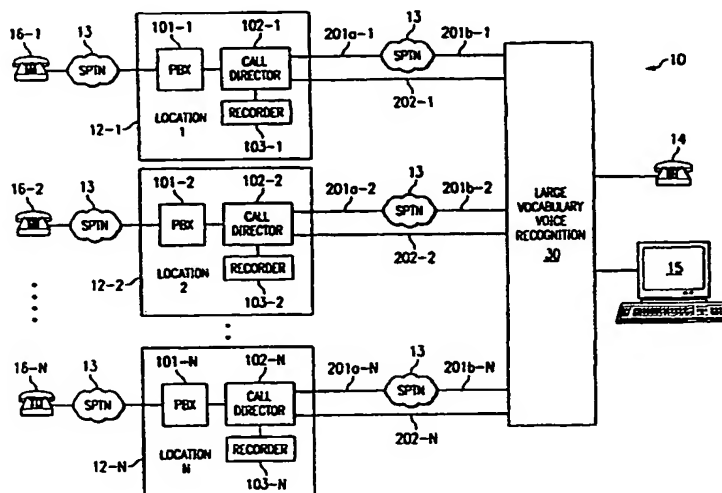 16-1 13 101-1 102-1 201a-1 13 201b-1
SPTN PBX CALL DIRECTOR SPTN
10
LOCATION 1 RECORDER
12-1 103-1 202-1
14
16-2 13 101-2 102-2 201a-2 13 201b-2
SPTN PBX CALL DIRECTOR SPTN
LARGE VOCABULARY VOICE RECOGNITION 30
15
LOCATION 2 RECORDER
12-2 103-2 202-2
16-N 13 101-N 102-N 201a-N 13 201b-N
SPTN PBX CALL DIRECTOR SPTN
LOCATION N RECORDER
12-N 103-N 202-N